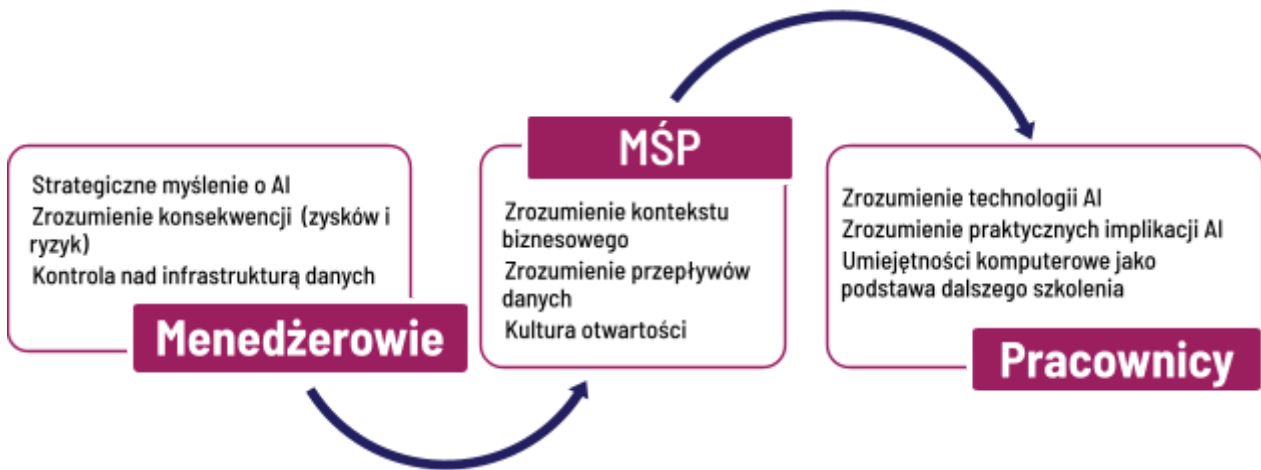 Strategiczne myślenie o AI
Zrozumienie konsekwencji (zysków i
ryzyk)
Kontrola nad infrastrukturą danych
Menedżerowie
MŚP
Zrozumienie kontekstu
biznesowego
Zrozumienie przepływów
danych
Kultura otwartości
Zrozumienie technologii AI
Zrozumienie praktycznych implikacji AI
Umiejętności komputerowe jako
podstawa dalszego szkolenia
Pracownicy